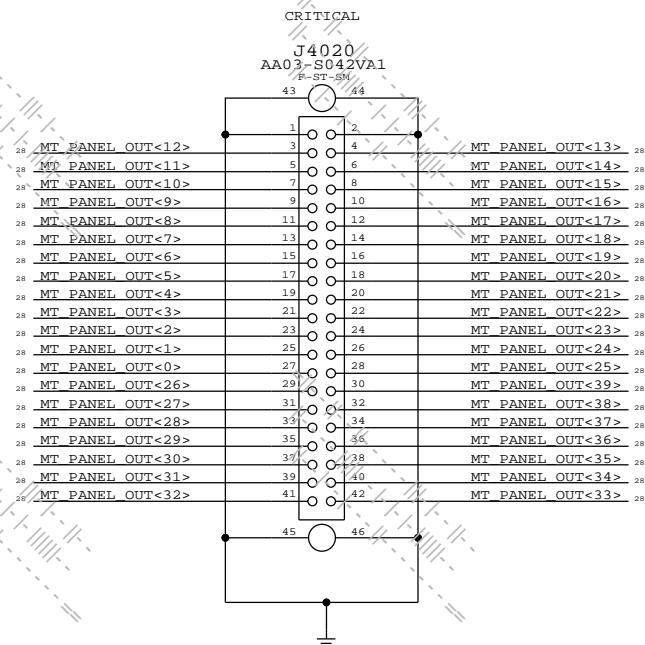 CRITICAL
J4020
AA03-S042VA1
F-ST-SM
43 44
1 2
28 MT_PANEL_OUT<12> 3 4 MT_PANEL_OUT<13> 28
28 MT_PANEL_OUT<11> 5 6 MT_PANEL_OUT<14> 28
28 MT_PANEL_OUT<10> 7 8 MT_PANEL_OUT<15> 28
28 MT_PANEL_OUT<9> 9 10 MT_PANEL_OUT<16> 28
28 MT_PANEL_OUT<8> 11 12 MT_PANEL_OUT<17> 28
28 MT_PANEL_OUT<7> 13 14 MT_PANEL_OUT<18> 28
28 MT_PANEL_OUT<6> 15 16 MT_PANEL_OUT<19> 28
28 MT_PANEL_OUT<5> 17 18 MT_PANEL_OUT<20> 28
28 MT_PANEL_OUT<4> 19 20 MT_PANEL_OUT<21> 28
28 MT_PANEL_OUT<3> 21 22 MT_PANEL_OUT<22> 28
28 MT_PANEL_OUT<2> 23 24 MT_PANEL_OUT<23> 28
28 MT_PANEL_OUT<1> 25 26 MT_PANEL_OUT<24> 28
28 MT_PANEL_OUT<0> 27 28 MT_PANEL_OUT<25> 28
28 MT_PANEL_OUT<26> 29 30 MT_PANEL_OUT<39> 28
28 MT_PANEL_OUT<27> 31 32 MT_PANEL_OUT<38> 28
28 MT_PANEL_OUT<28> 33 34 MT_PANEL_OUT<37> 28
28 MT_PANEL_OUT<29> 35 36 MT_PANEL_OUT<36> 28
28 MT_PANEL_OUT<30> 37 38 MT_PANEL_OUT<35> 28
28 MT_PANEL_OUT<31> 39 40 MT_PANEL_OUT<34> 28
28 MT_PANEL_OUT<32> 41 42 MT_PANEL_OUT<33> 28
45 46